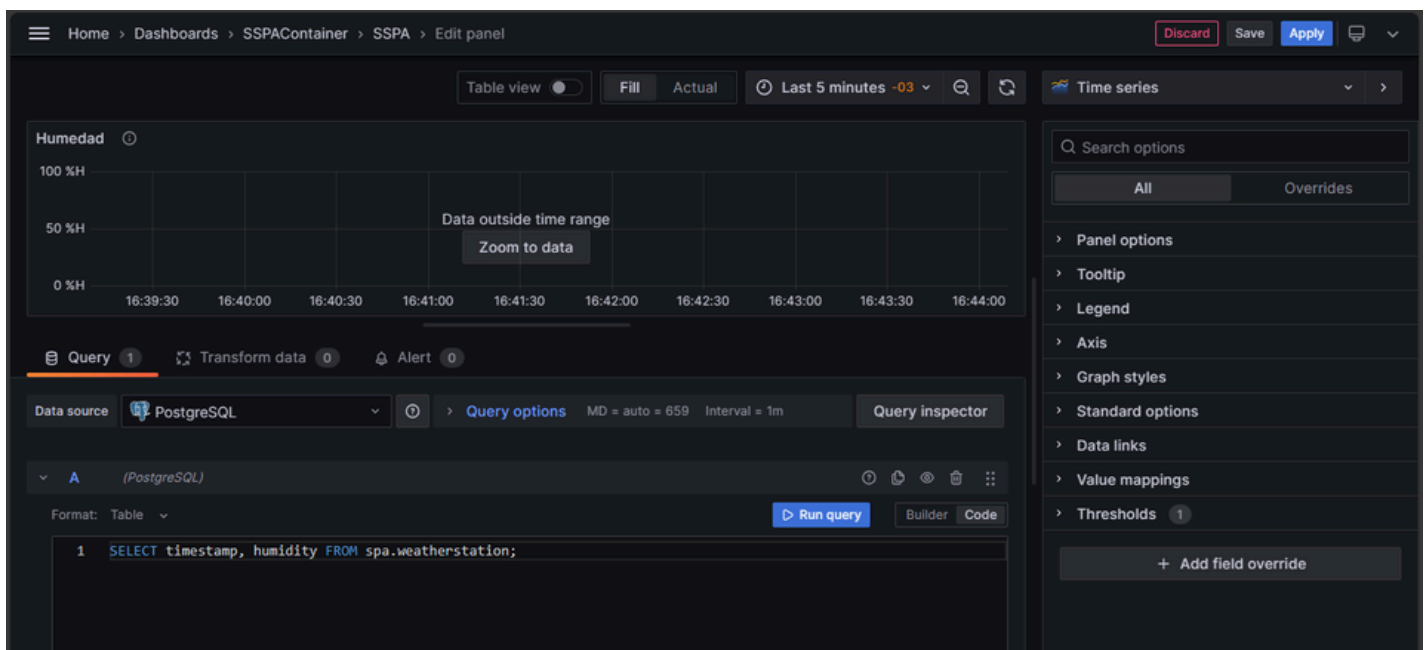 Home › Dashboards › SSPAContainer › SSPA › Edit panel
Discard Save Apply
Table view Fill Actual Last 5 minutes -03
Time series
Humedad
100 %H
50 %H
0 %H
Data outside time range
Zoom to data
16:39:30 16:40:00 16:40:30 16:41:00 16:41:30 16:42:00 16:42:30 16:43:00 16:43:30 16:44:00
Query 1 Transform data 0 Alert 0
Data source PostgreSQL Query options MD = auto = 659 Interval = 1m Query inspector
A (PostgreSQL)
Format: Table Run query Builder Code
1 SELECT timestamp, humidity FROM spa.weatherstation;
Search options
All Overrides
Panel options
Tooltip
Legend
Axis
Graph styles
Standard options
Data links
Value mappings
Thresholds 1
+ Add field override